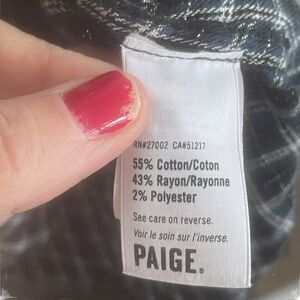 RN#27002 CA#51217
55% Cotton/Coton
43% Rayon/Rayonne
2% Polyester
See care on reverse.
Voir le soin sur l'inverse.
PAIGE.